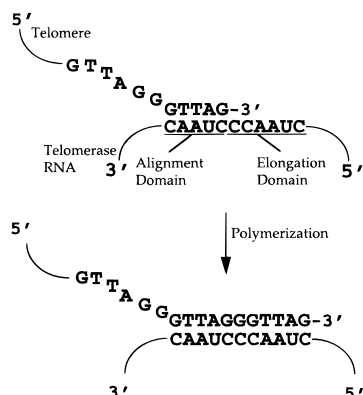 5'
Telomere
GTTAGG
GTTAG-3'
CAAUCCCAAUC
Telomerase
RNA
3'
Alignment
Domain
Elongation
Domain
5'
Polymerization
5'
GTTAGG
GTTAGGGTTAG-3'
CAAUCCCAAUC
3'
5'